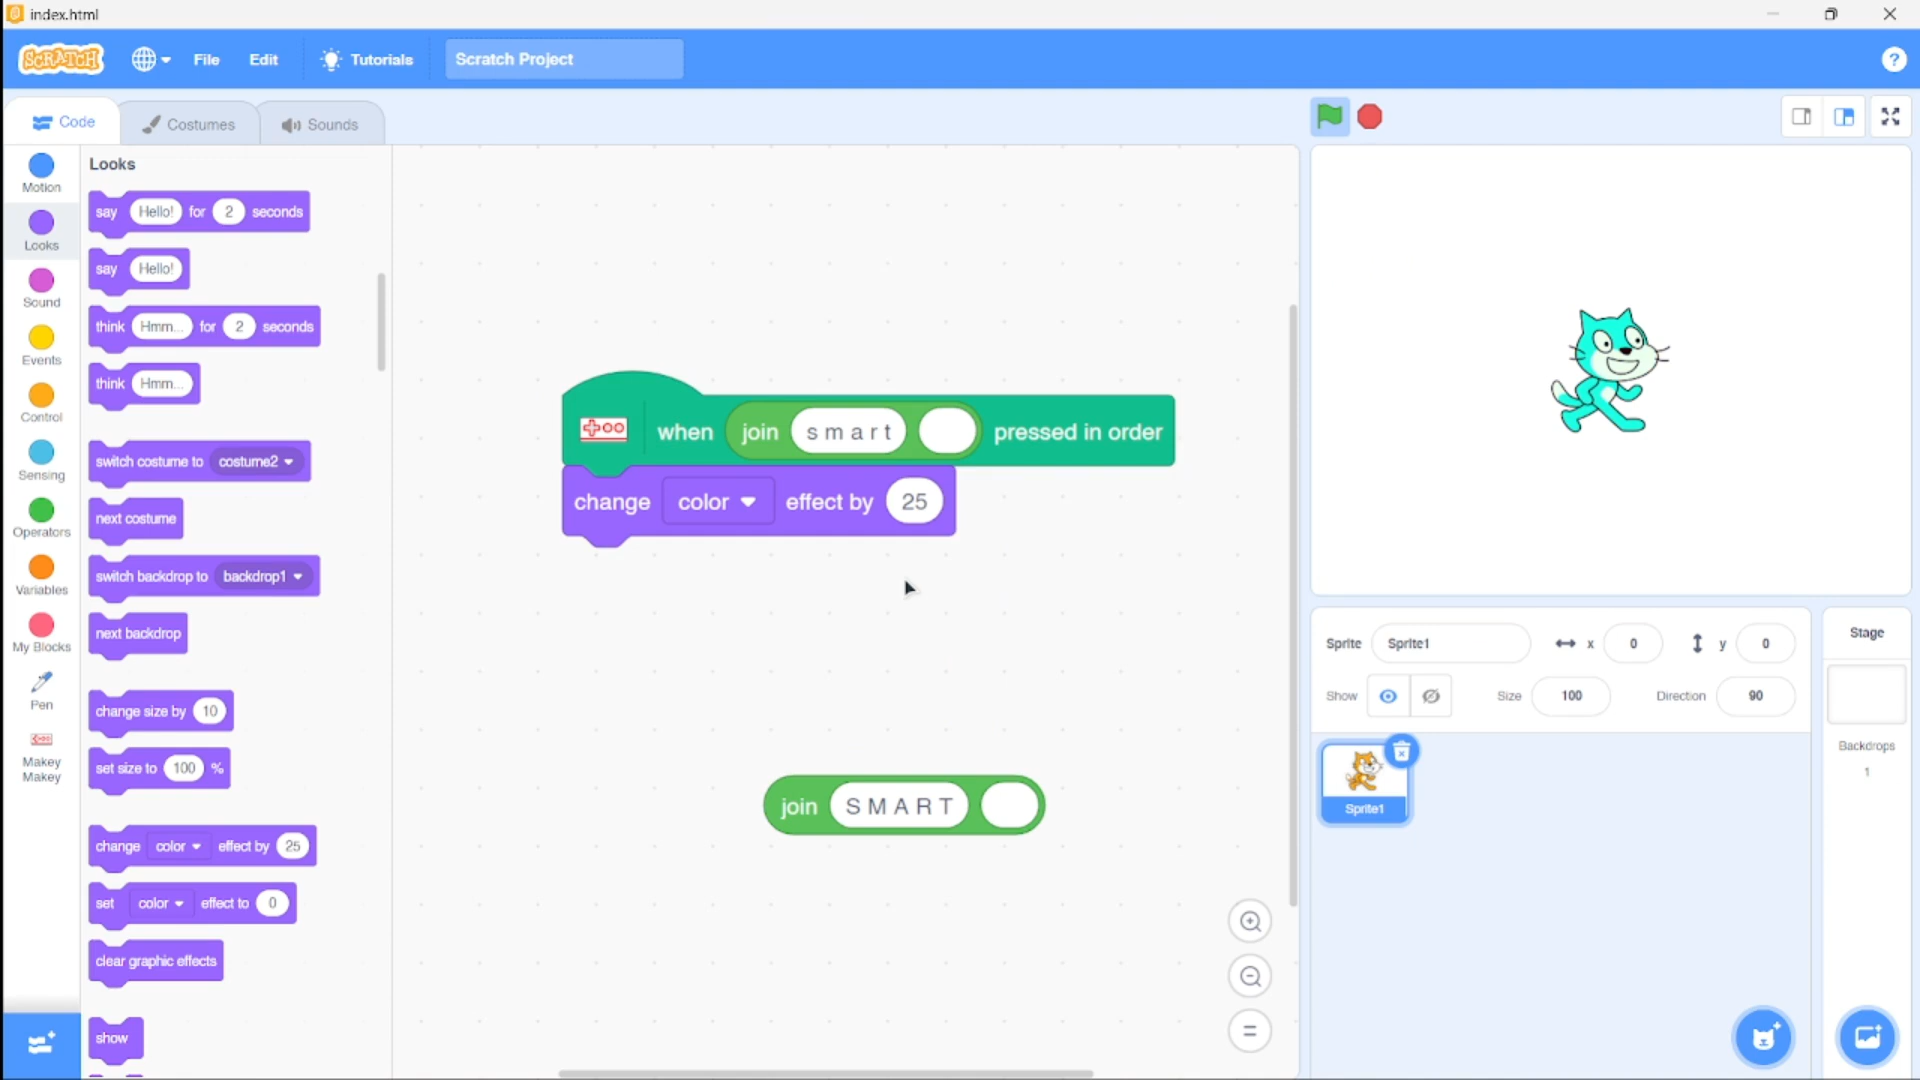 index.html
SCRATCH File Edit Tutorials Scratch Project ?
Code Costumes Sounds
Motion
Looks
Sound
Events
Control
Sensing
Operators
Variables
My Blocks
Pen
Makey
Makey
Looks
say Hello! for 2 seconds
say Hello!
think Hmm... for 2 seconds
think Hmm...
switch costume to costume2
next costume
switch backdrop to backdrop1
next backdrop
change size by 10
set size to 100 %
change color effect by 25
set color effect to 0
clear graphic effects
show
when join s m a r t pressed in order
change color effect by 25
join S M A R T
Sprite Sprite1 x 0 y 0
Show Size 100 Direction 90
Sprite1
Stage
Backdrops
1